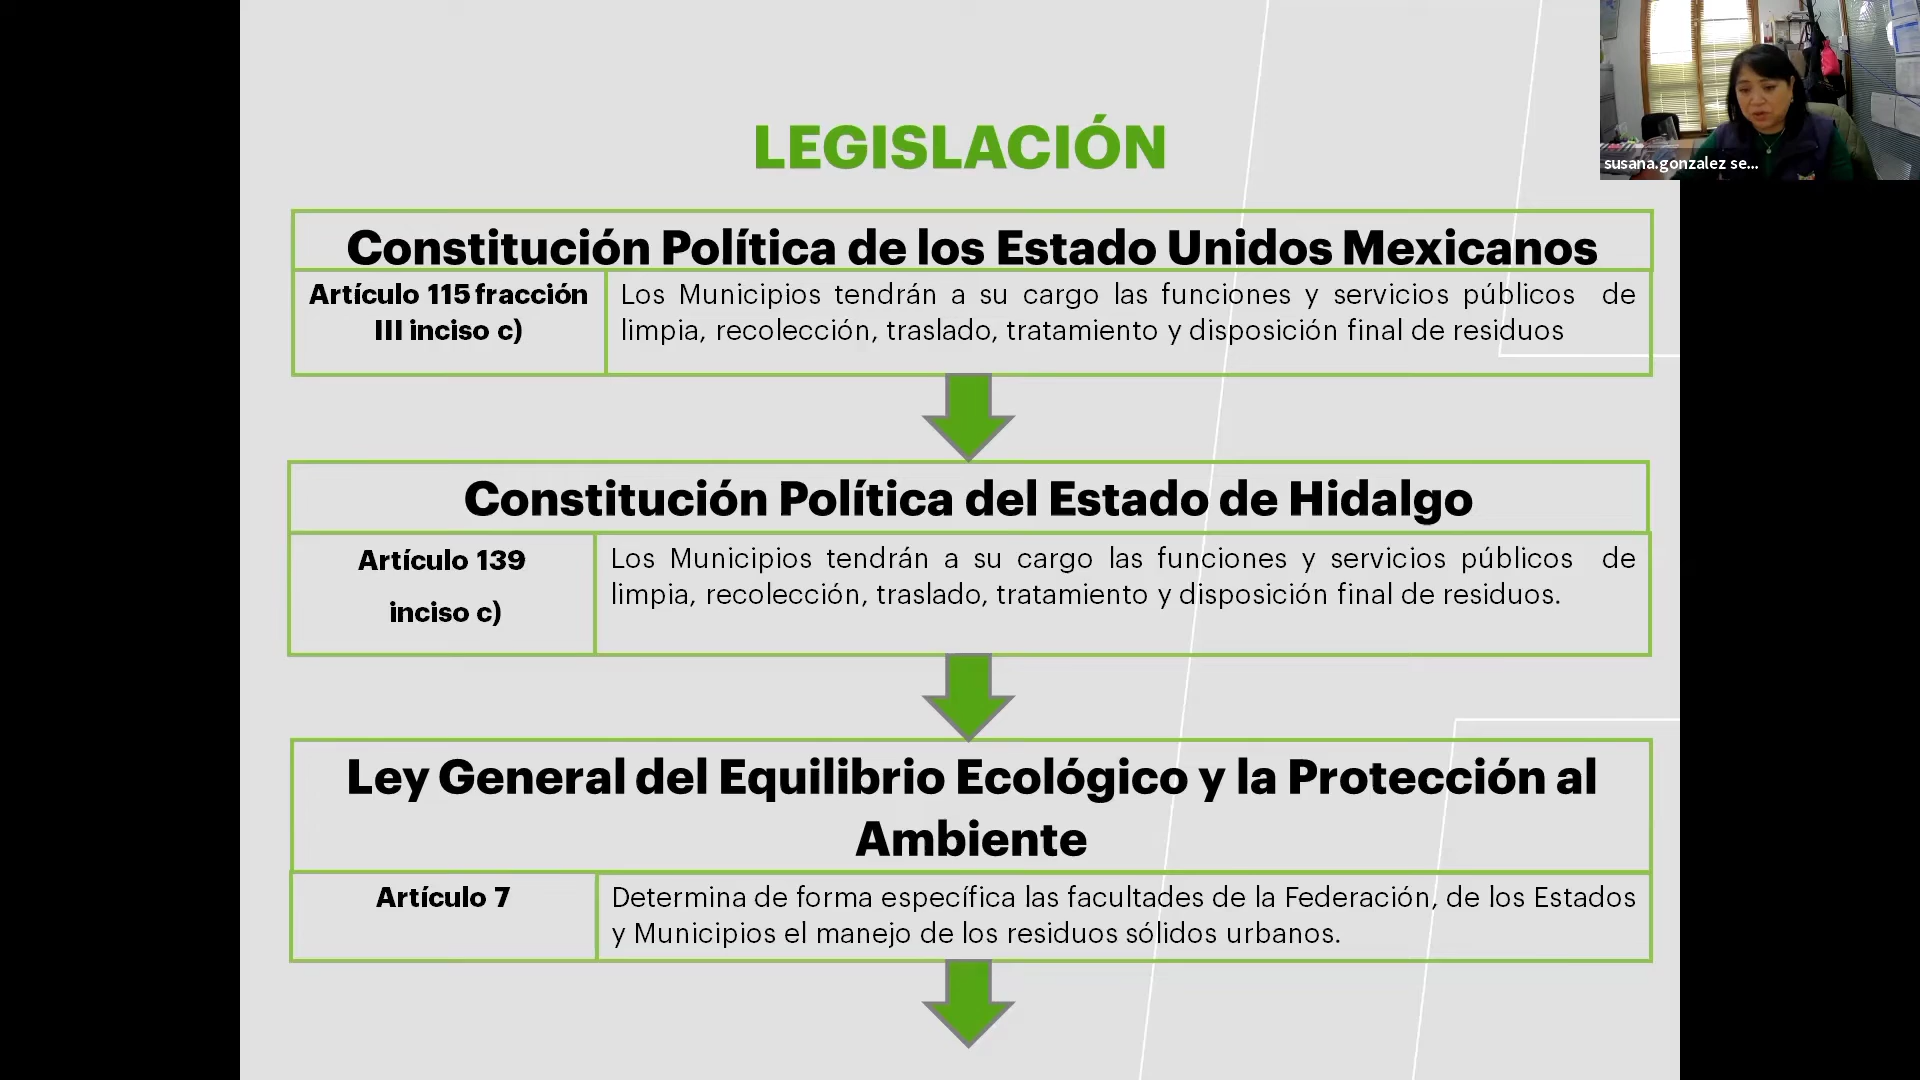 LEGISLACIÓN
susana.gonzalez se...
Constitución Política de los Estado Unidos Mexicanos
Artículo 115 fracción
III inciso c)
Los Municipios tendrán a su cargo las funciones y servicios públicos de
limpia, recolección, traslado, tratamiento y disposición final de residuos
Constitución Política del Estado de Hidalgo
Artículo 139
inciso c)
Los Municipios tendrán a su cargo las funciones y servicios públicos de
limpia, recolección, traslado, tratamiento y disposición final de residuos.
Ley General del Equilibrio Ecológico y la Protección al
Ambiente
Artículo 7
Determina de forma específica las facultades de la Federación, de los Estados
y Municipios el manejo de los residuos sólidos urbanos.